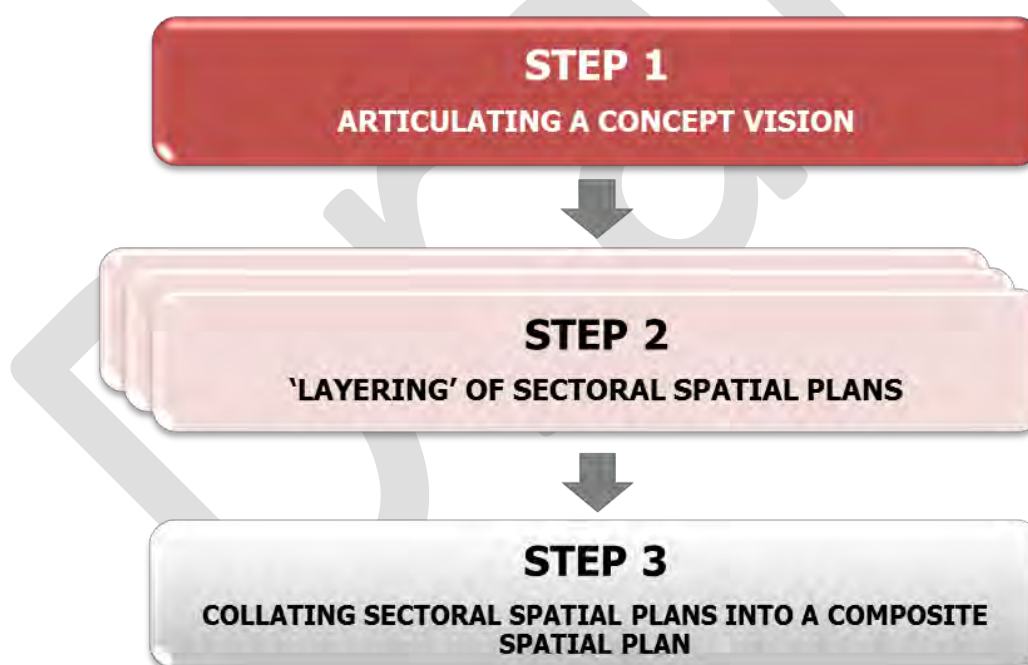 STEP 1
ARTICULATING A CONCEPT VISION
STEP 2
‘LAYERING’ OF SECTORAL SPATIAL PLANS
STEP 3
COLLATING SECTORAL SPATIAL PLANS INTO A COMPOSITE
SPATIAL PLAN